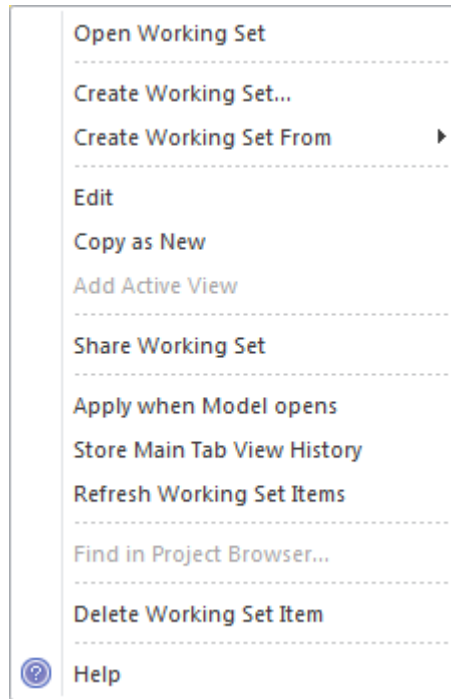 Open Working Set
Create Working Set...
Create Working Set From
Edit
Copy as New
Add Active View
Share Working Set
Apply when Model opens
Store Main Tab View History
Refresh Working Set Items
Find in Project Browser...
Delete Working Set Item
Help